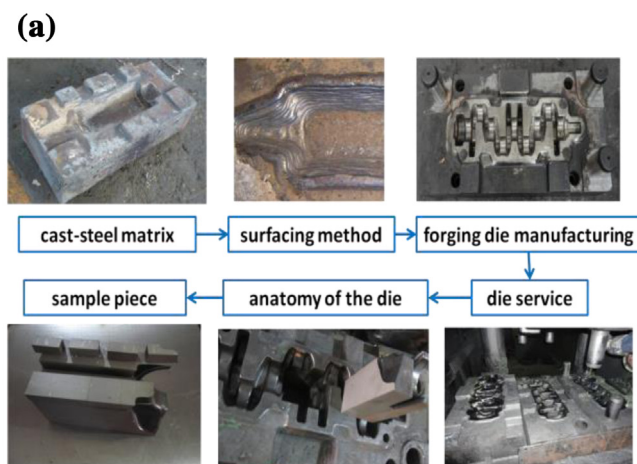 (a)
cast-steel matrix
surfacing method
forging die manufacturing
die service
anatomy of the die
sample piece